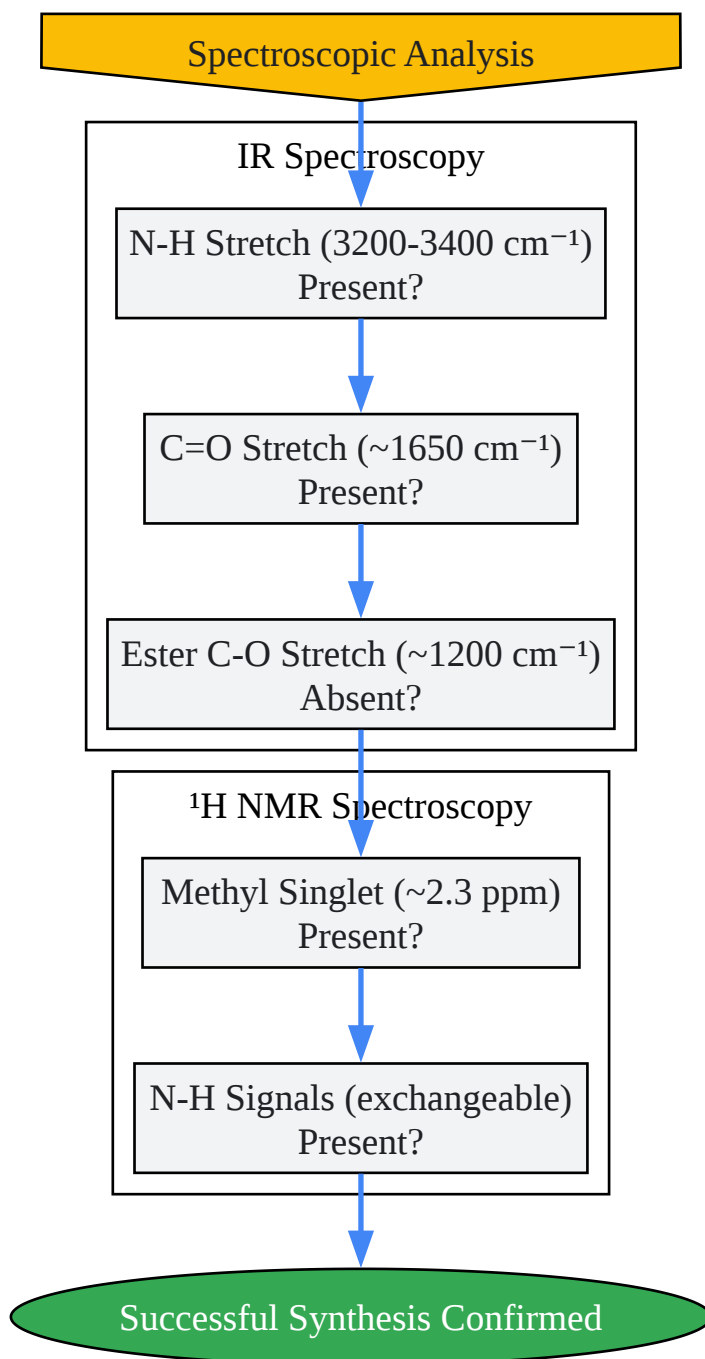 Spectroscopic Analysis
IR Spectroscopy
N-H Stretch (3200-3400 cm⁻¹)
Present?
C=O Stretch (~1650 cm⁻¹)
Present?
Ester C-O Stretch (~1200 cm⁻¹)
Absent?
¹H NMR Spectroscopy
Methyl Singlet (~2.3 ppm)
Present?
N-H Signals (exchangeable)
Present?
Successful Synthesis Confirmed